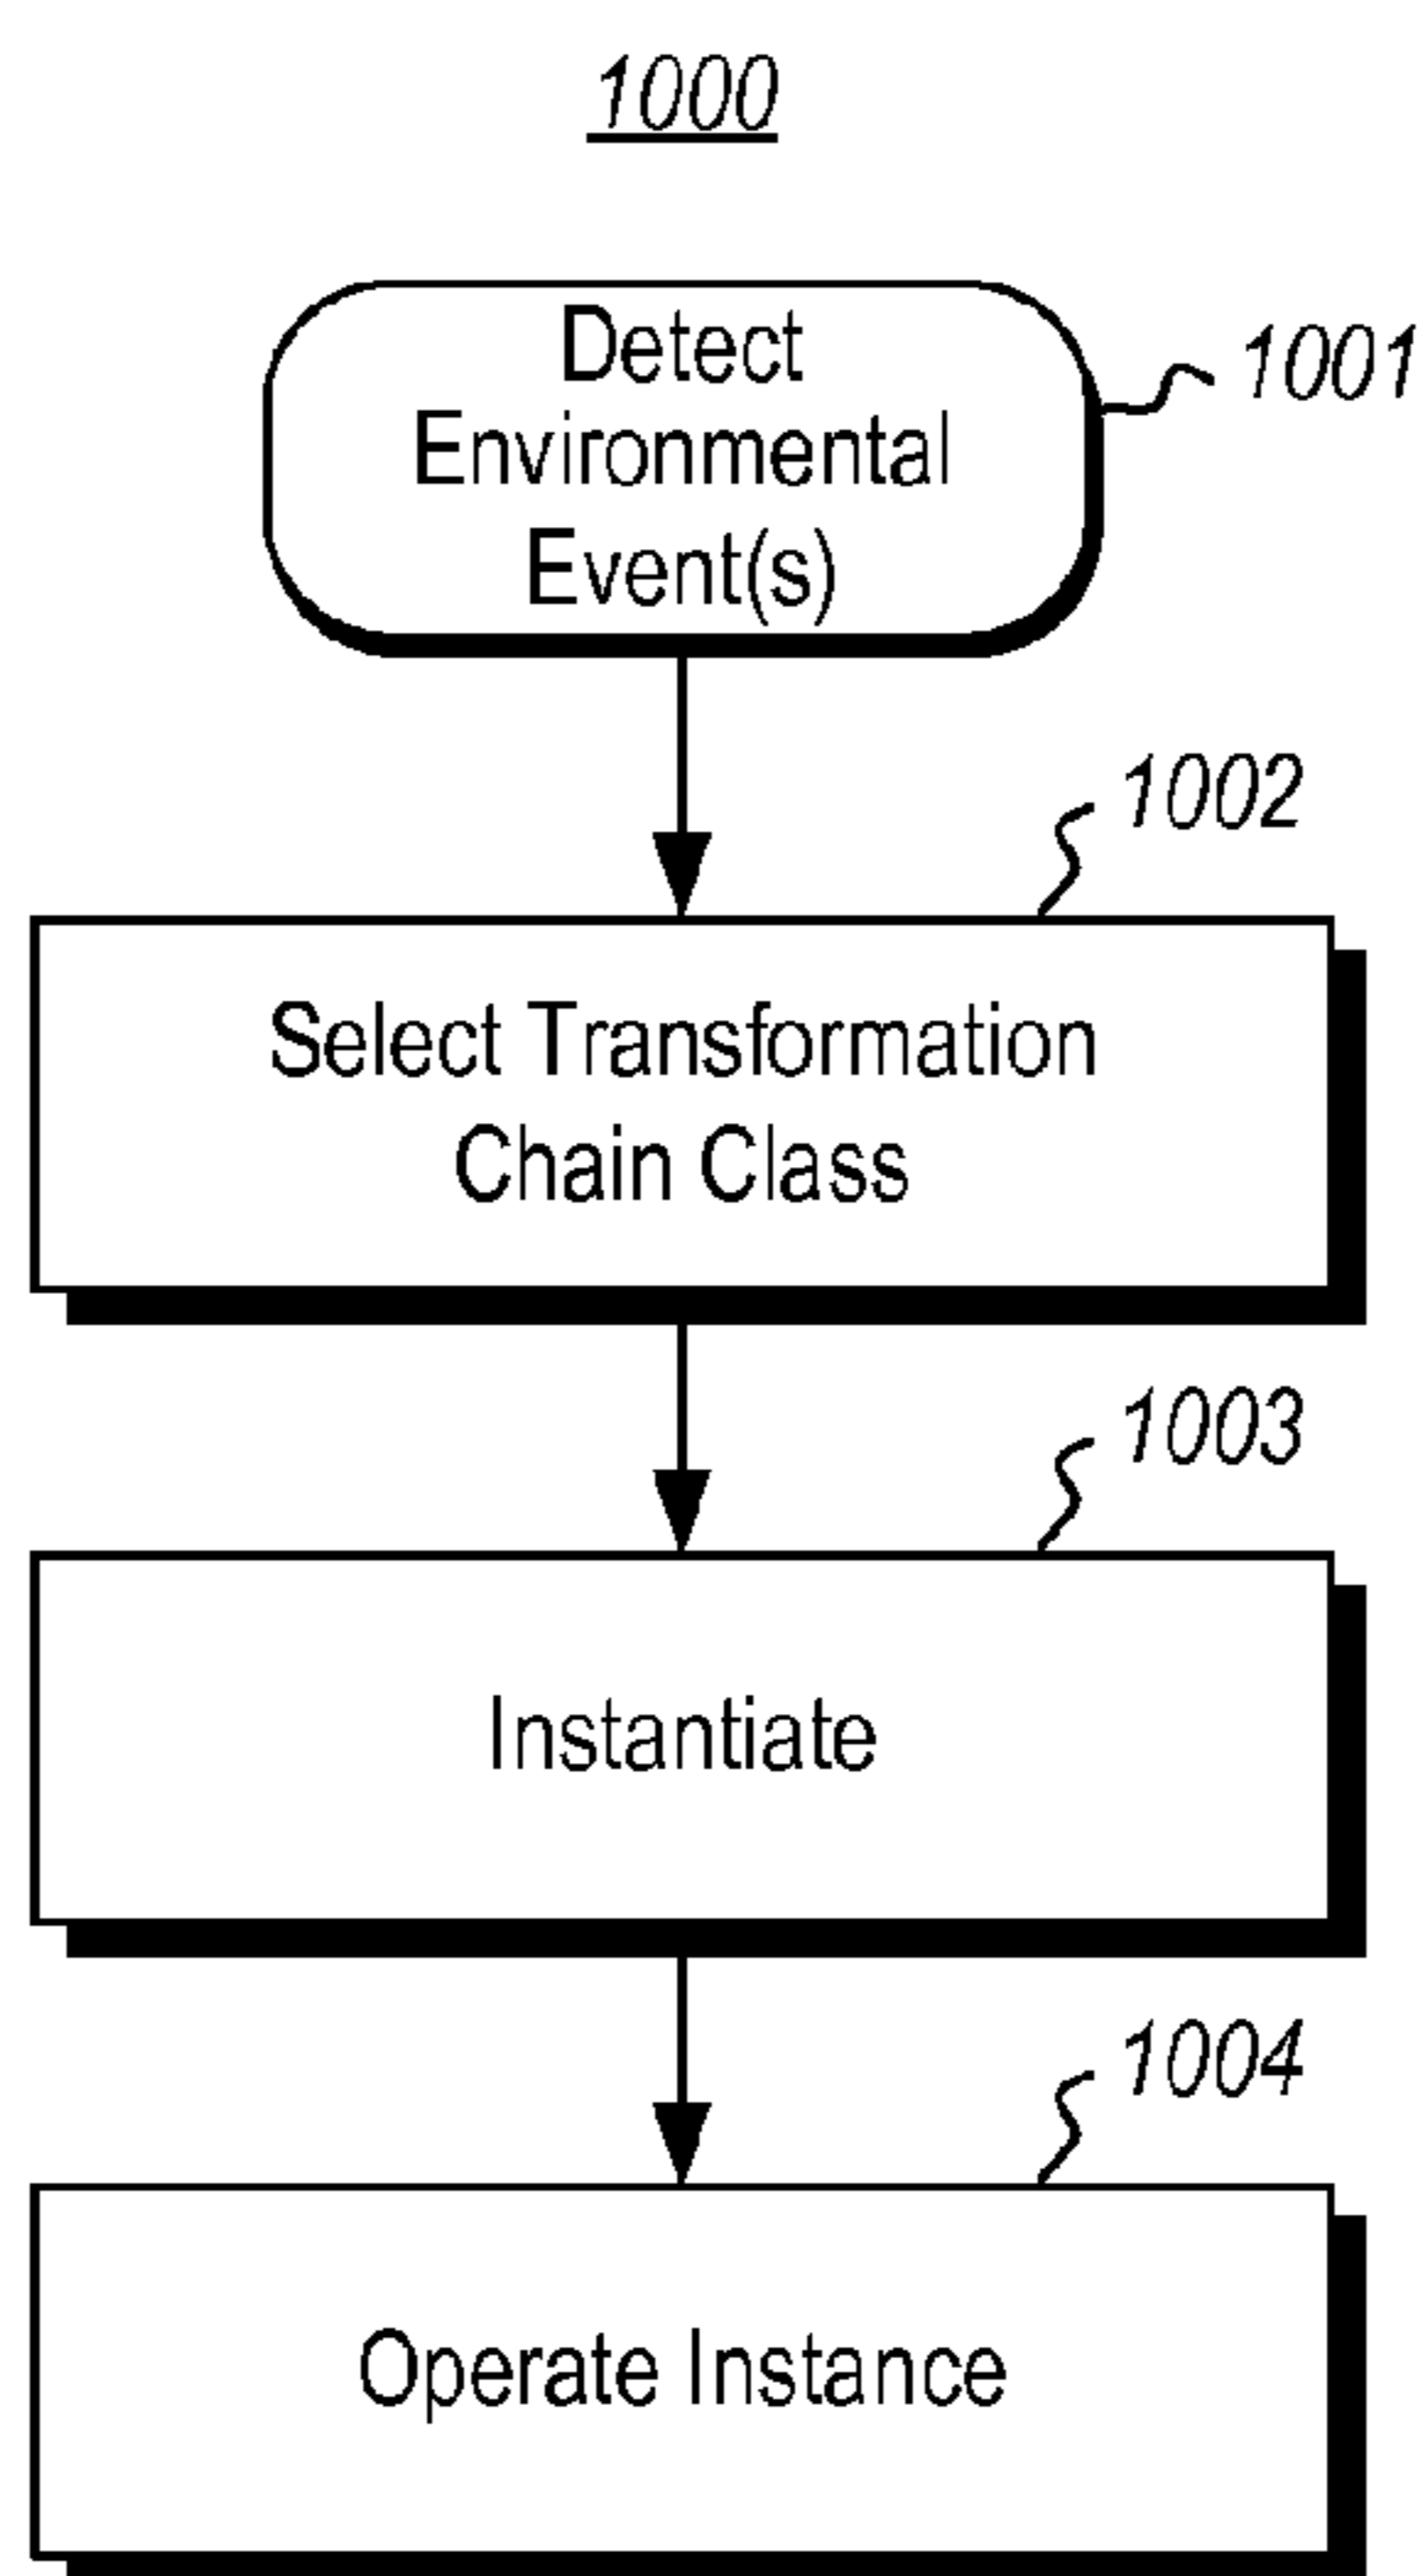 1000
Detect
Environmental
Event(s)
1001
1002
Select Transformation
Chain Class
1003
Instantiate
1004
Operate Instance